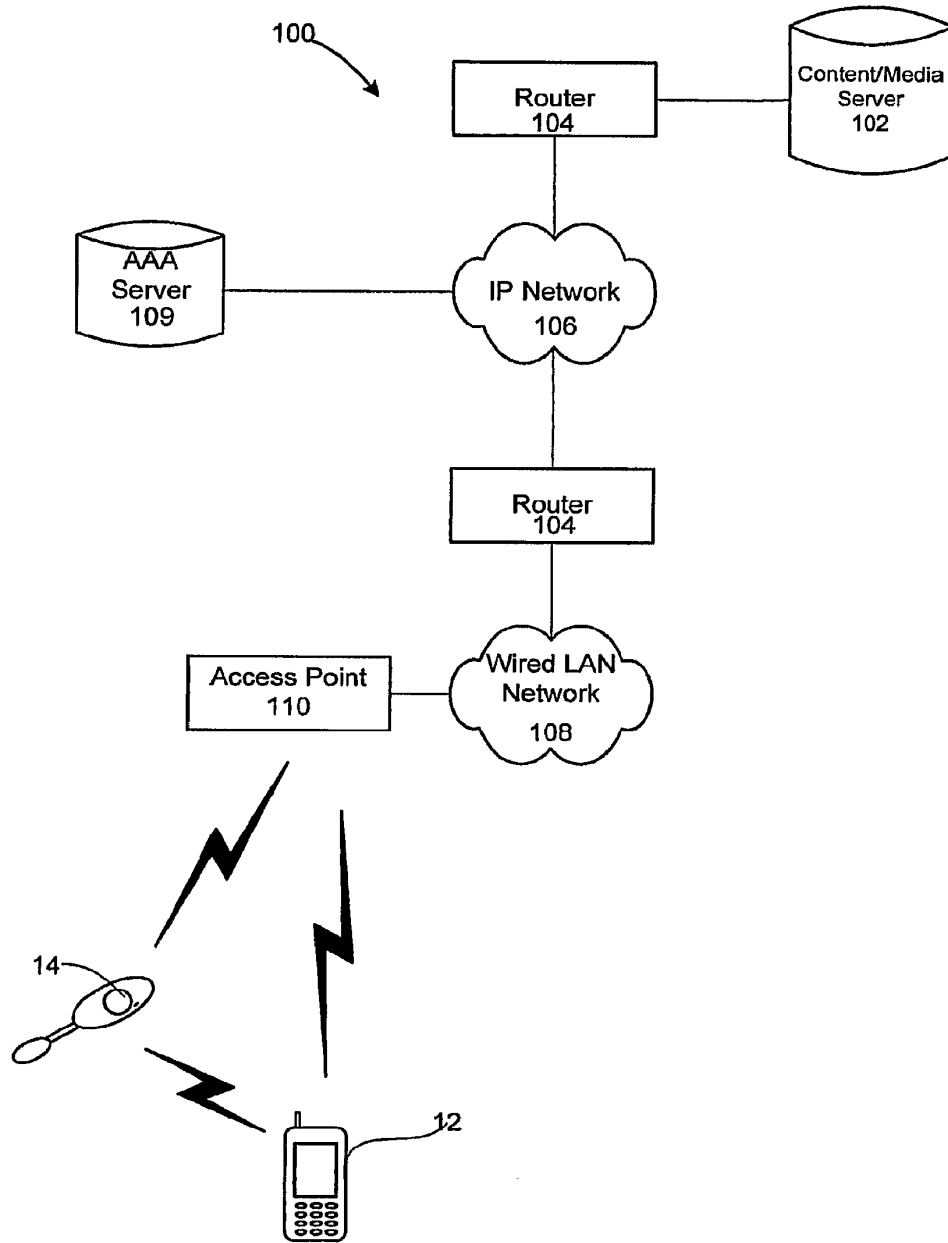 100
Router
104
Content/Media
Server
102
AAA
Server
109
IP Network
106
Router
104
Access Point
110
Wired LAN
Network
108
14
12